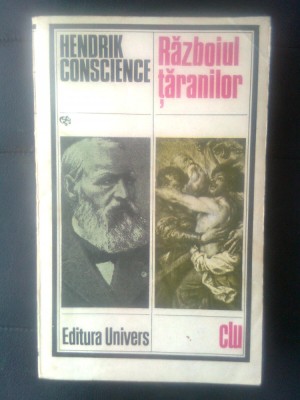 HENDRIK
CONSCIENCE
Războiul
țăranilor
Editura Univers
clu